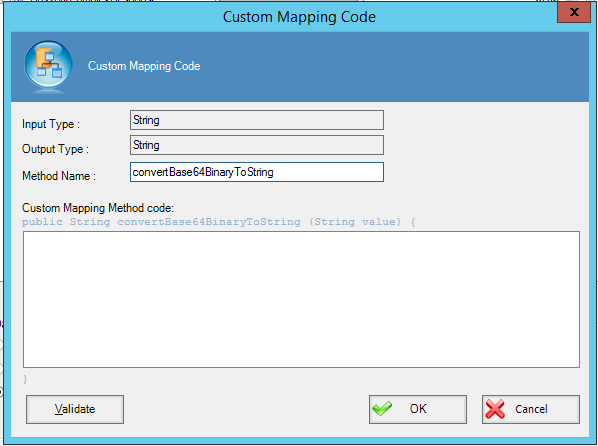 Custom Mapping Code
x
Custom Mapping Code
Input Type : String
Output Type : String
Method Name : convertBase64BinaryToString
Custom Mapping Method code:
public String convertBase64BinaryToString (String value) {
}
Validate OK Cancel